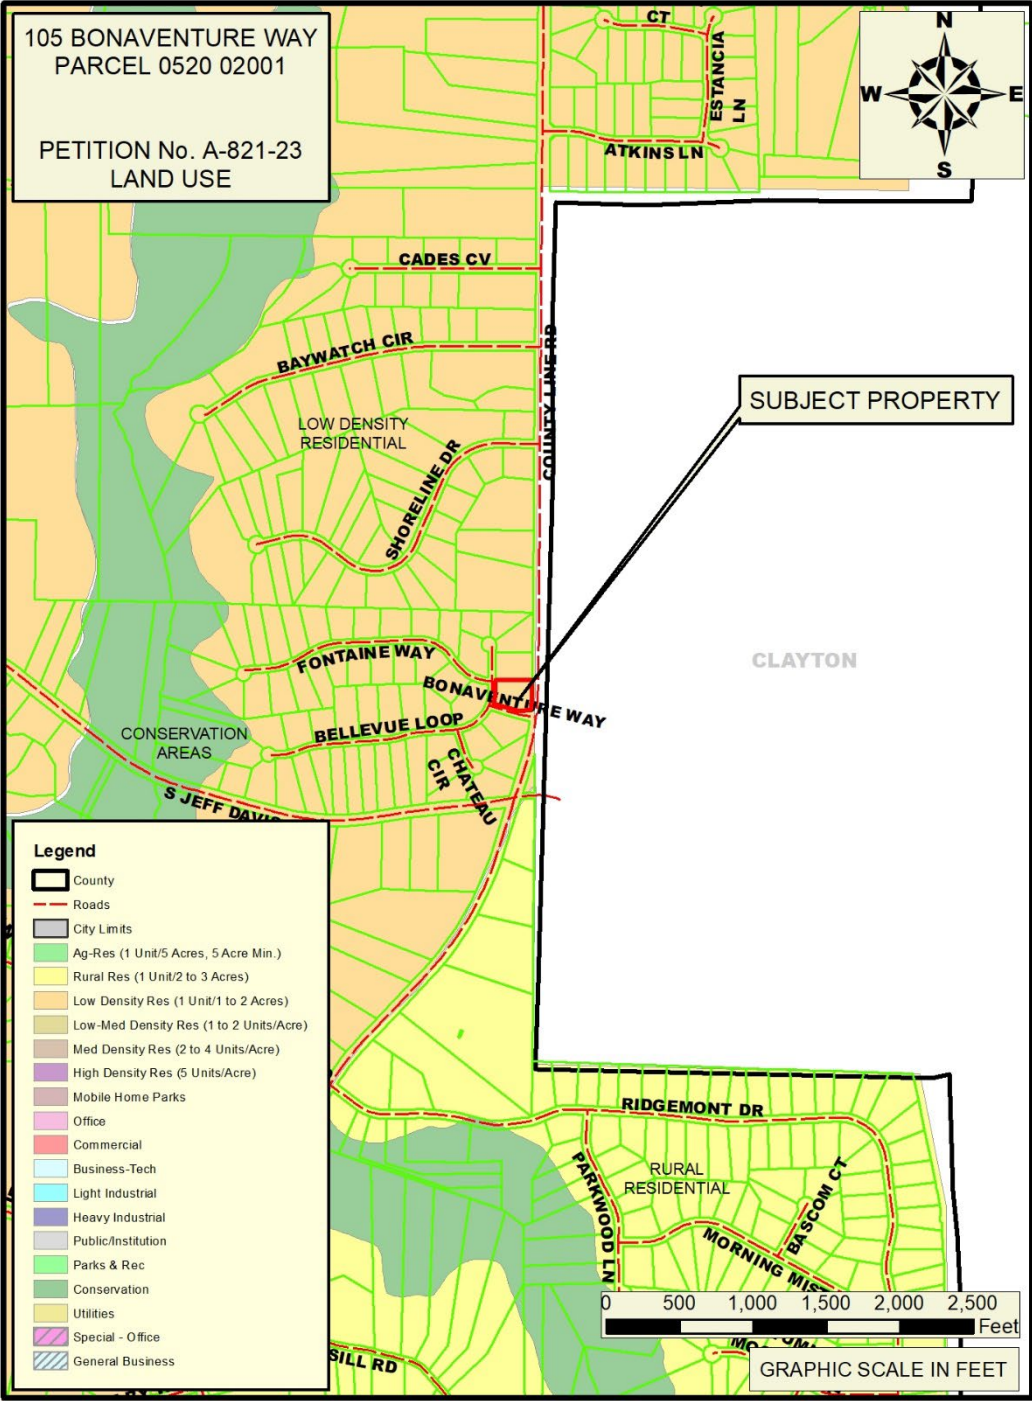 105 BONAVENTURE WAY
PARCEL 0520 02001
PETITION No. A-821-23
LAND USE
CT
ESTANCIA
LN
ATKINS LN
N
W
E
S
CADES CV
BAYWATCH CIR
COUNTY LINE RD
LOW DENSITY
RESIDENTIAL
SHORELINE DR
SUBJECT PROPERTY
CLAYTON
FONTAINE WAY
BONAVENTURE WAY
BELLEVUE LOOP
CHATEAU
CIR
CONSERVATION
AREAS
S JEFF DAVIS
Legend
County
Roads
City Limits
Ag-Res (1 Unit/5 Acres, 5 Acre Min.)
Rural Res (1 Unit/2 to 3 Acres)
Low Density Res (1 Unit/1 to 2 Acres)
Low-Med Density Res (1 to 2 Units/Acre)
Med Density Res (2 to 4 Units/Acre)
High Density Res (5 Units/Acre)
Mobile Home Parks
Office
Commercial
Business-Tech
Light Industrial
Heavy Industrial
Public/Institution
Parks & Rec
Conservation
Utilities
Special - Office
General Business
RIDGEMONT DR
PARKWOOD LN
RURAL
RESIDENTIAL
BASCOM CT
MORNING MIST
SILL RD
0 500 1,000 1,500 2,000 2,500
Feet
GRAPHIC SCALE IN FEET